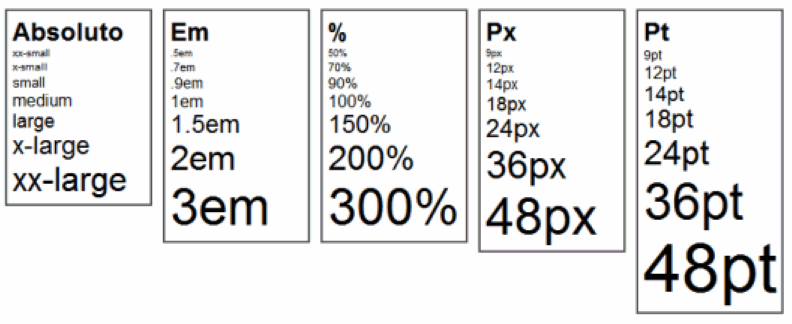 Absoluto
xx-small
x-small
small
medium
large
x-large
xx-large
Em
.5em
.7em
.9em
1em
1.5em
2em
3em
%
50%
70%
90%
100%
150%
200%
300%
Px
9px
12px
14px
18px
24px
36px
48px
Pt
9pt
12pt
14pt
18pt
24pt
36pt
48pt